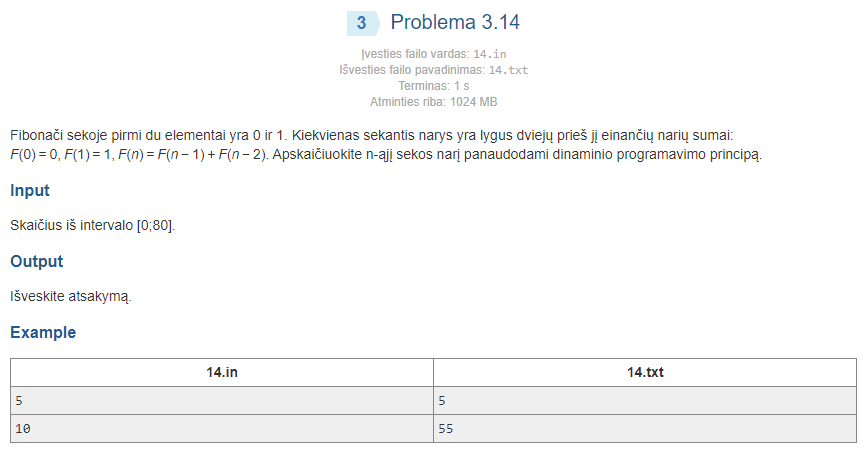 3 Problema 3.14
Įvesties failo vardas: 14.in
Išvesties failo pavadinimas: 14.txt
Terminas: 1 s
Atminties riba: 1024 MB
Fibonači sekoje pirmi du elementai yra 0 ir 1. Kiekvienas sekantis narys yra lygus dviejų prieš jį einančių narių sumai:
F(0) = 0, F(1) = 1, F(n) = F(n − 1) + F(n − 2). Apskaičiuokite n-ąjį sekos narį panaudodami dinaminio programavimo principą.
Input
Skaičius iš intervalo [0;80].
Output
Išveskite atsakymą.
Example
14.in 14.txt
5 5
10 55